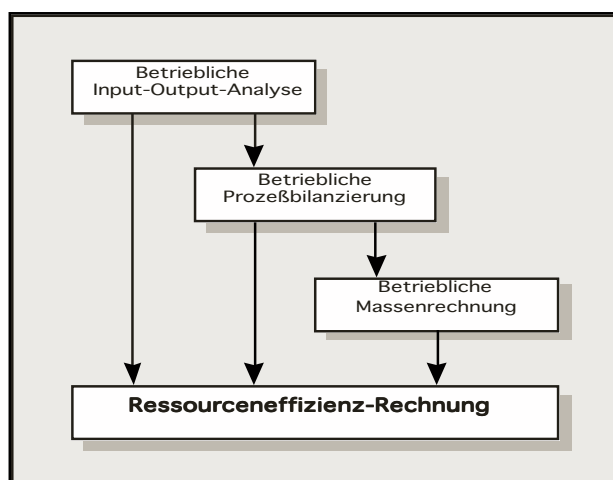 Betriebliche
Input-Output-Analyse
Betriebliche
Prozeßbilanzierung
Betriebliche
Massenrechnung
Ressourceneffizienz-Rechnung